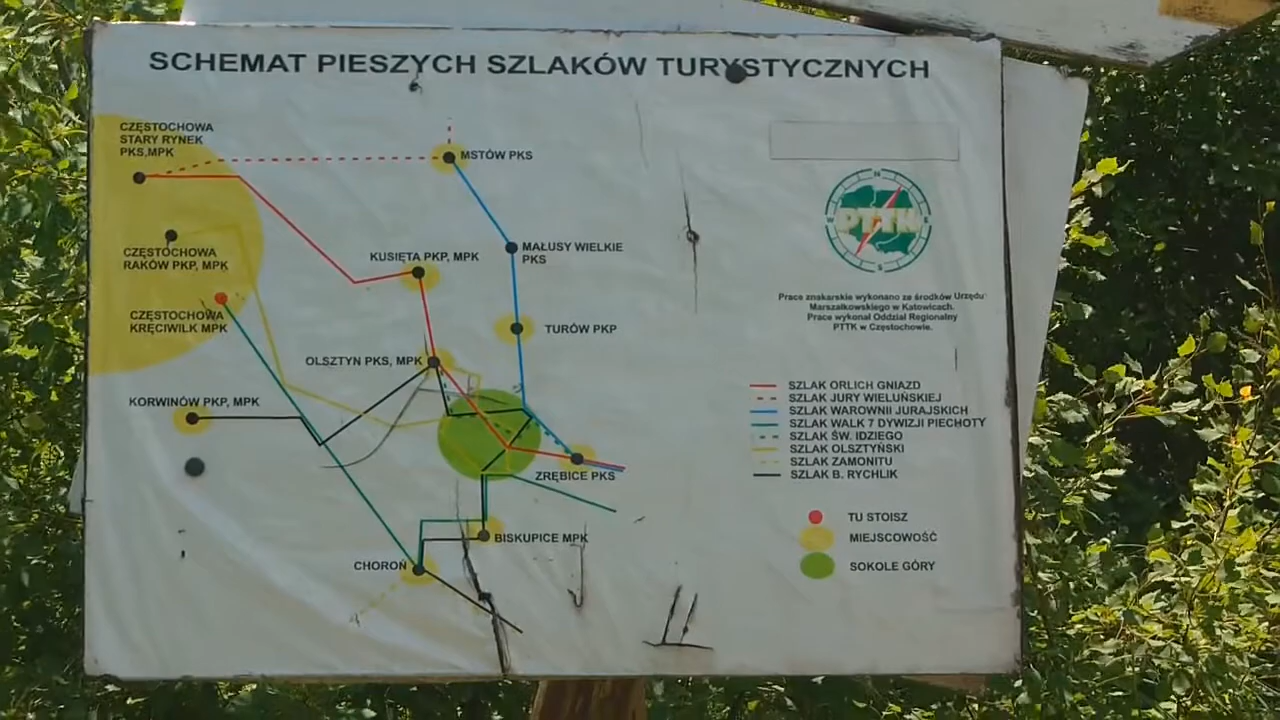 SCHEMAT PIESZYCH SZLAKÓW TURYSTYCZNYCH
CZĘSTOCHOWA
STARY RYNEK
PKS,MPK
MSTÓW PKS
CZĘSTOCHOWA
RAKÓW PKP, MPK
KUSIĘTA PKP, MPK
MAŁUSY WIELKIE
PKS
CZĘSTOCHOWA
KRĘCIWILK MPK
TURÓW PKP
OLSZTYN PKS, MPK
KORWINÓW PKP, MPK
ZRĘBICE PKS
BISKUPICE MPK
CHOROŃ
PTTK
Prace znakarskie wykonano ze środków Urzędu
Marszałkowskiego w Katowicach.
Prace wykonał Oddział Regionalny
PTTK w Częstochowie.
SZLAK ORLICH GNIAZD
SZLAK JURY WIELUŃSKIEJ
SZLAK WAROWNII JURAJSKICH
SZLAK WALK 7 DYWIZJI PIECHOTY
SZLAK ŚW. IDZIEGO
SZLAK OLSZTYŃSKI
SZLAK ZAMONITU
SZLAK B. RYCHLIK
TU STOISZ
MIEJSCOWOŚĆ
SOKOLE GÓRY